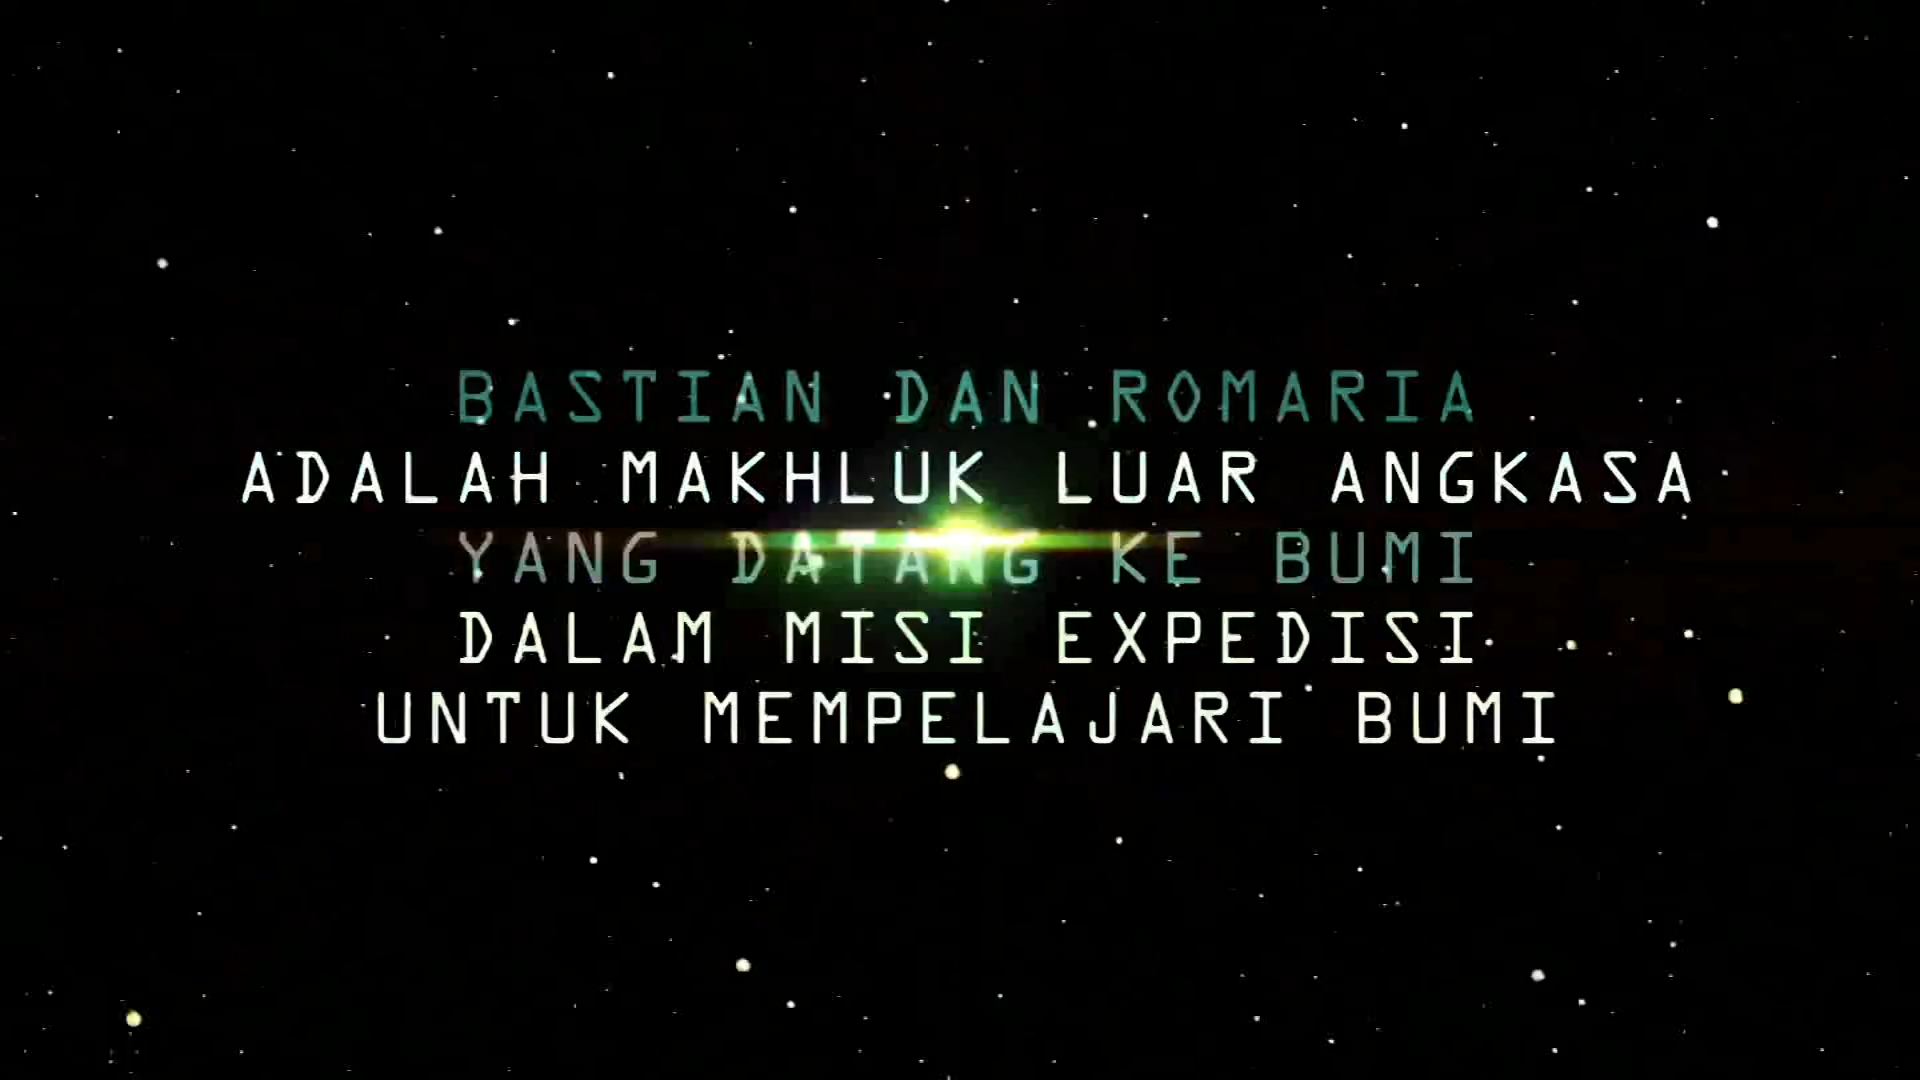 BASTIAN DAN ROMARIA
ADALAH MAKHLUK LUAR ANGKASA
YANG DATANG KE BUMI
DALAM MISI EXPEDISI
UNTUK MEMPELAJARI BUMI